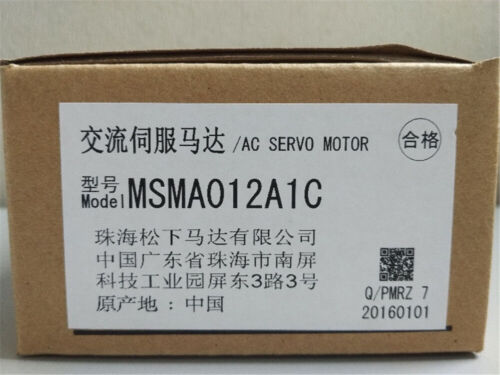 交流伺服马达/AC SERVO MOTOR
合格
型号
Model MSMA012A1C
珠海松下马达有限公司
中国广东省珠海市南屏
科技工业园屏东3路3号
原产地：中国
Q/PMRZ 7
20160101